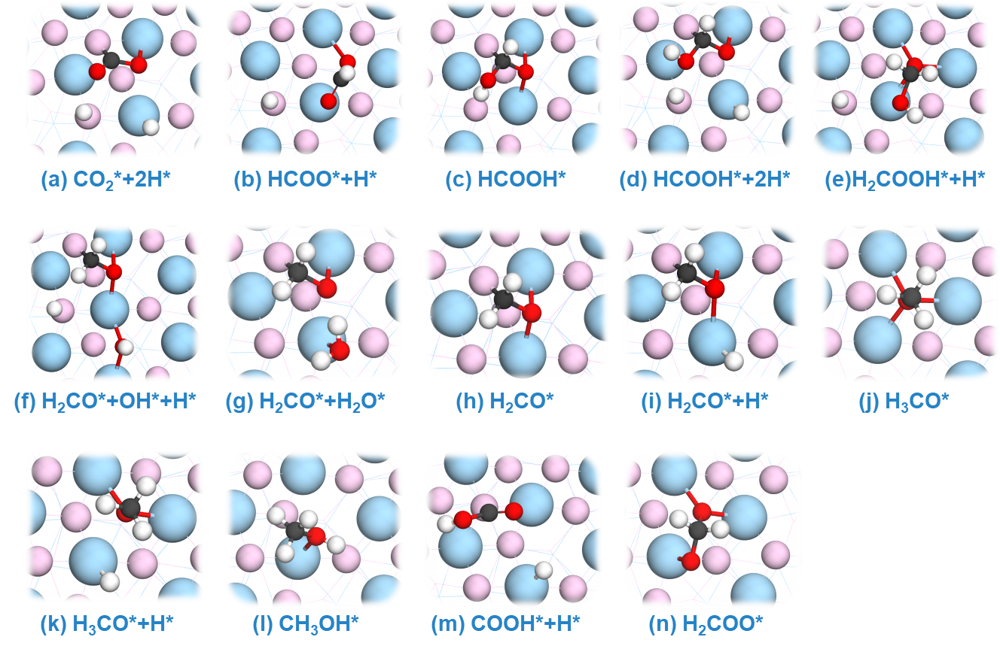 (a) CO₂*+2H*
(b) HCOO*+H*
(c) HCOOH*
(d) HCOOH*+2H*
(e)H₂COOH*+H*
(f) H₂CO*+OH*+H*
(g) H₂CO*+H₂O*
(h) H₂CO*
(i) H₂CO*+H*
(j) H₃CO*
(k) H₃CO*+H*
(l) CH₃OH*
(m) COOH*+H*
(n) H₂COO*